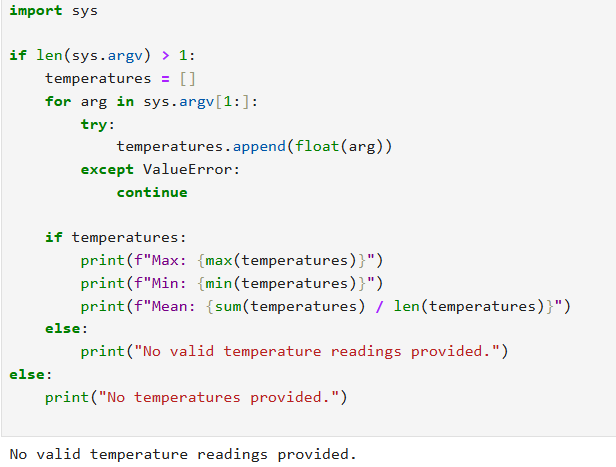 import sys

if len(sys.argv) > 1:
    temperatures = []
    for arg in sys.argv[1:]:
        try:
            temperatures.append(float(arg))
        except ValueError:
            continue

    if temperatures:
        print(f"Max: {max(temperatures)}")
        print(f"Min: {min(temperatures)}")
        print(f"Mean: {sum(temperatures) / len(temperatures)}")
    else:
        print("No valid temperature readings provided.")
else:
    print("No temperatures provided.")

No valid temperature readings provided.